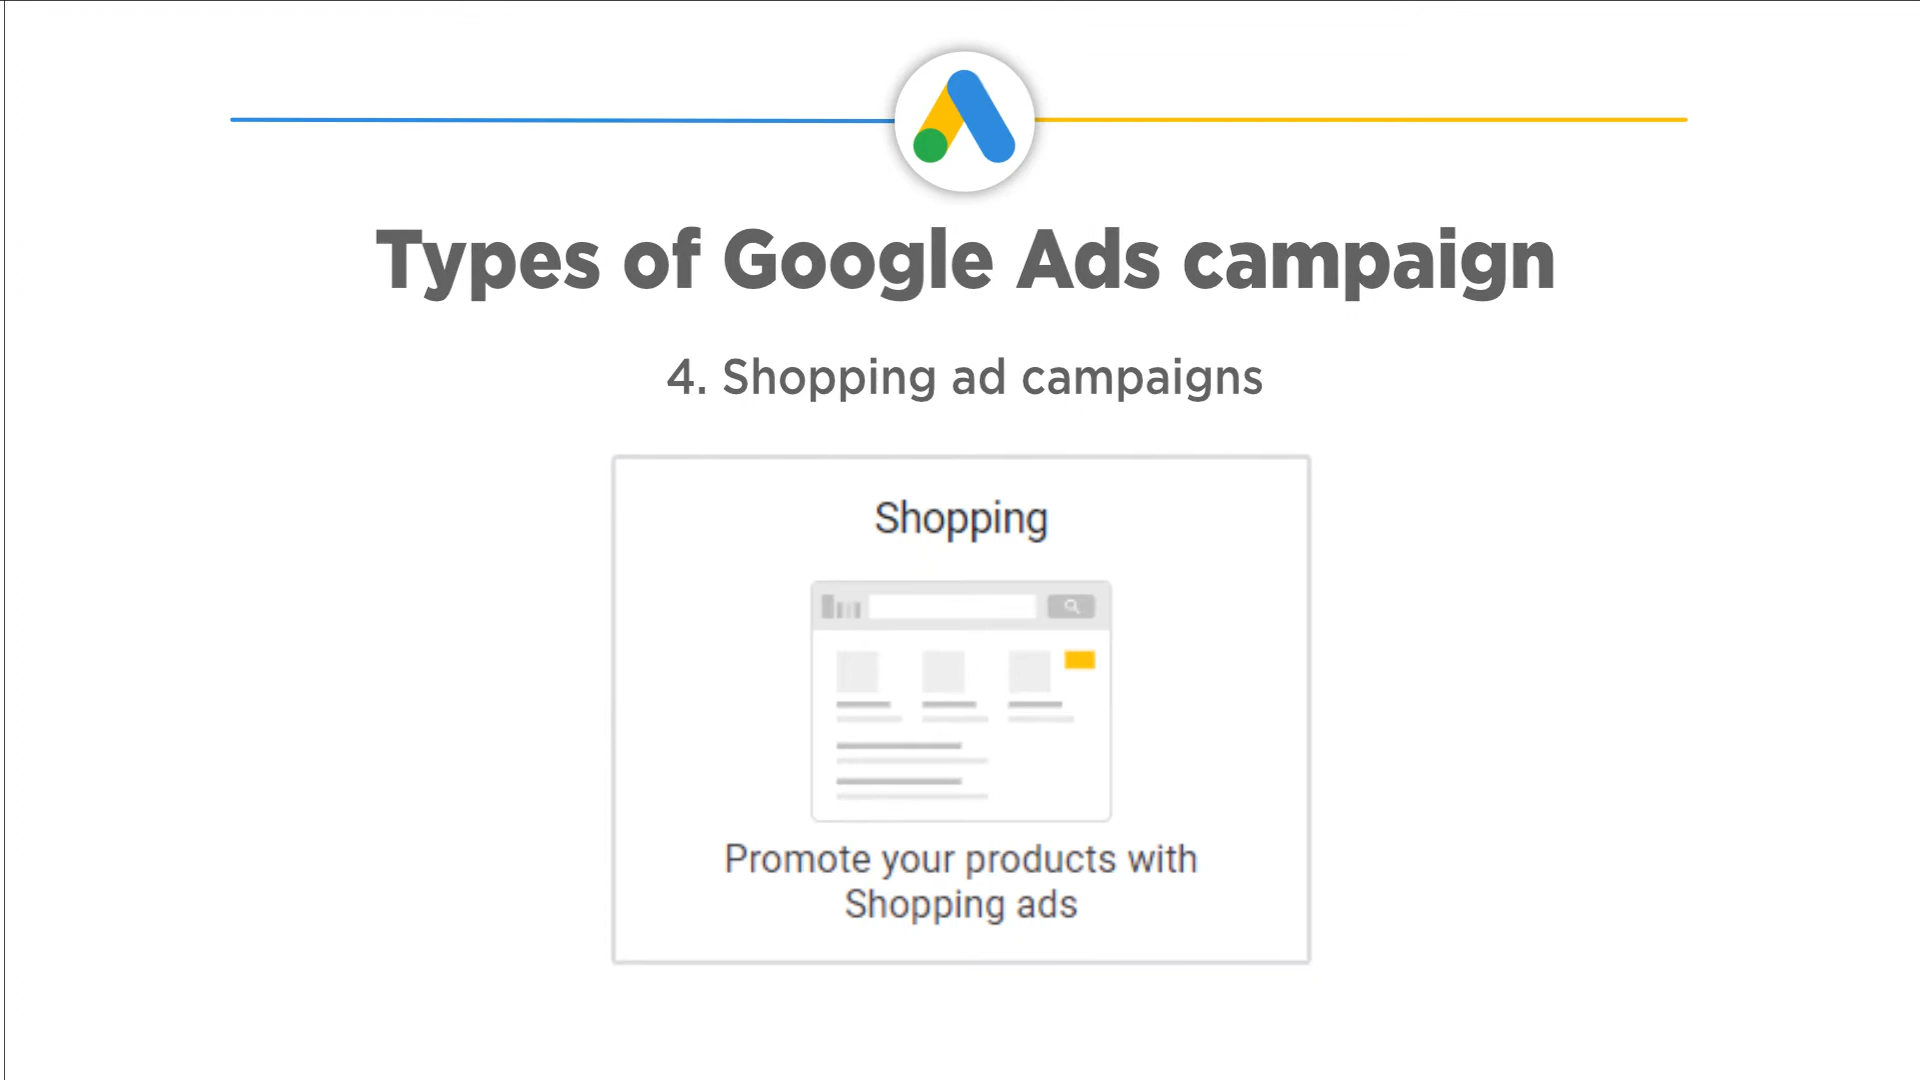 Types of Google Ads campaign
4. Shopping ad campaigns
Shopping
Promote your products with
Shopping ads